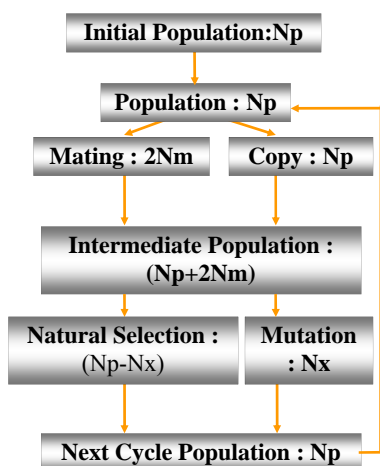 Initial Population:Np
Population : Np
Mating : 2Nm
Copy : Np
Intermediate Population :
(Np+2Nm)
Natural Selection :
(Np-Nx)
Mutation
: Nx
Next Cycle Population : Np